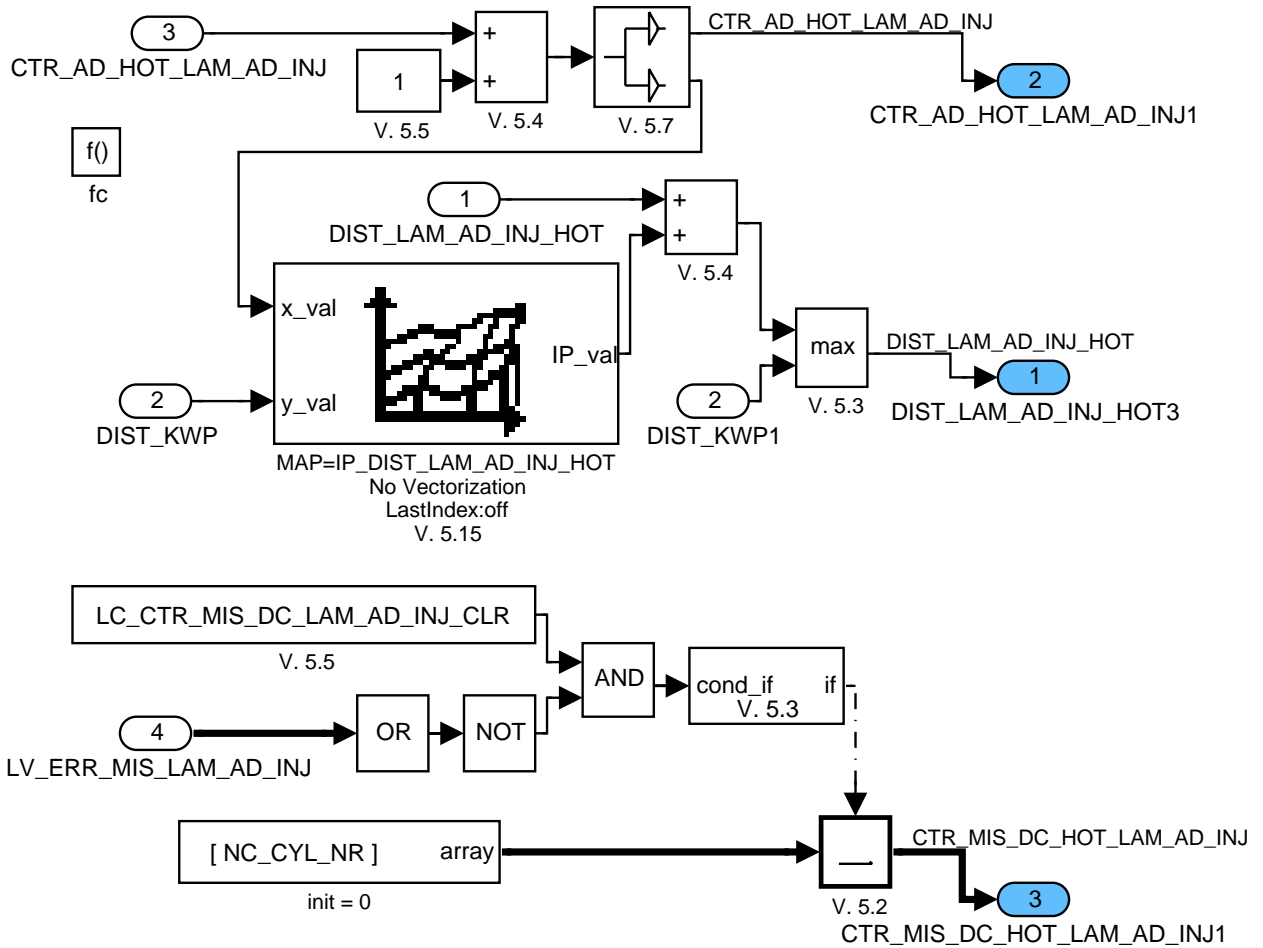 CTR_AD_HOT_LAM_AD_INJ
3
+
CTR_AD_HOT_LAM_AD_INJ
1
+
2
V. 5.5
V. 5.4
V. 5.7
CTR_AD_HOT_LAM_AD_INJ1
f()
fc
1
+
DIST_LAM_AD_INJ_HOT
+
V. 5.4
x_val
IP_val
max
DIST_LAM_AD_INJ_HOT
2
y_val
2
1
DIST_KWP
DIST_KWP1
V. 5.3
DIST_LAM_AD_INJ_HOT3
MAP=IP_DIST_LAM_AD_INJ_HOT
No Vectorization
LastIndex:off
V. 5.15
LC_CTR_MIS_DC_LAM_AD_INJ_CLR
V. 5.5
AND
cond_if if
V. 5.3
4
OR
NOT
LV_ERR_MIS_LAM_AD_INJ
[ NC_CYL_NR ] array
CTR_MIS_DC_HOT_LAM_AD_INJ
init = 0
V. 5.2
3
CTR_MIS_DC_HOT_LAM_AD_INJ1